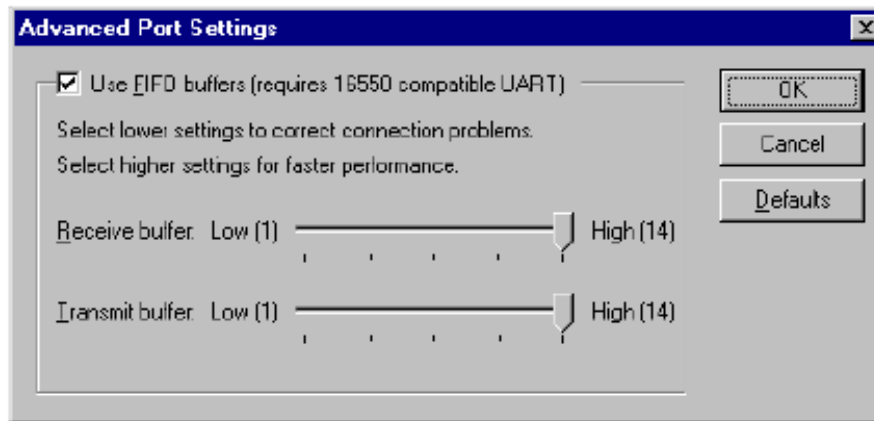 Advanced Port Settings
Use FIFO buffers (requires 16550 compatible UART)
OK
Select lower settings to correct connection problems.
Cancel
Select higher settings for faster performance.
Defaults
Receive buffer: Low (1) High (14)
Transmit buffer: Low (1) High (14)